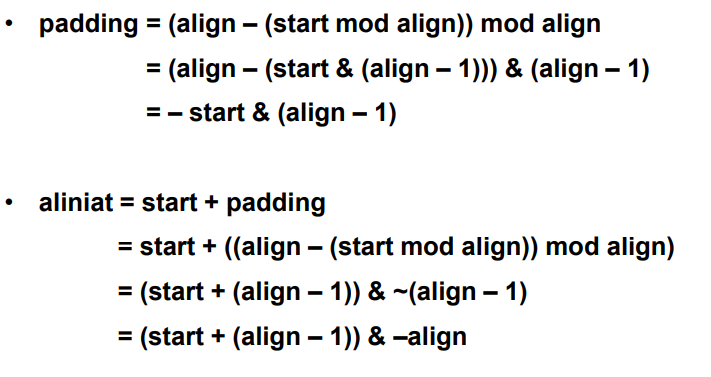 • padding = (align – (start mod align)) mod align
= (align – (start & (align – 1))) & (align – 1)
= – start & (align – 1)
• aliniat = start + padding
= start + ((align – (start mod align)) mod align)
= (start + (align – 1)) & ~(align – 1)
= (start + (align – 1)) & –align